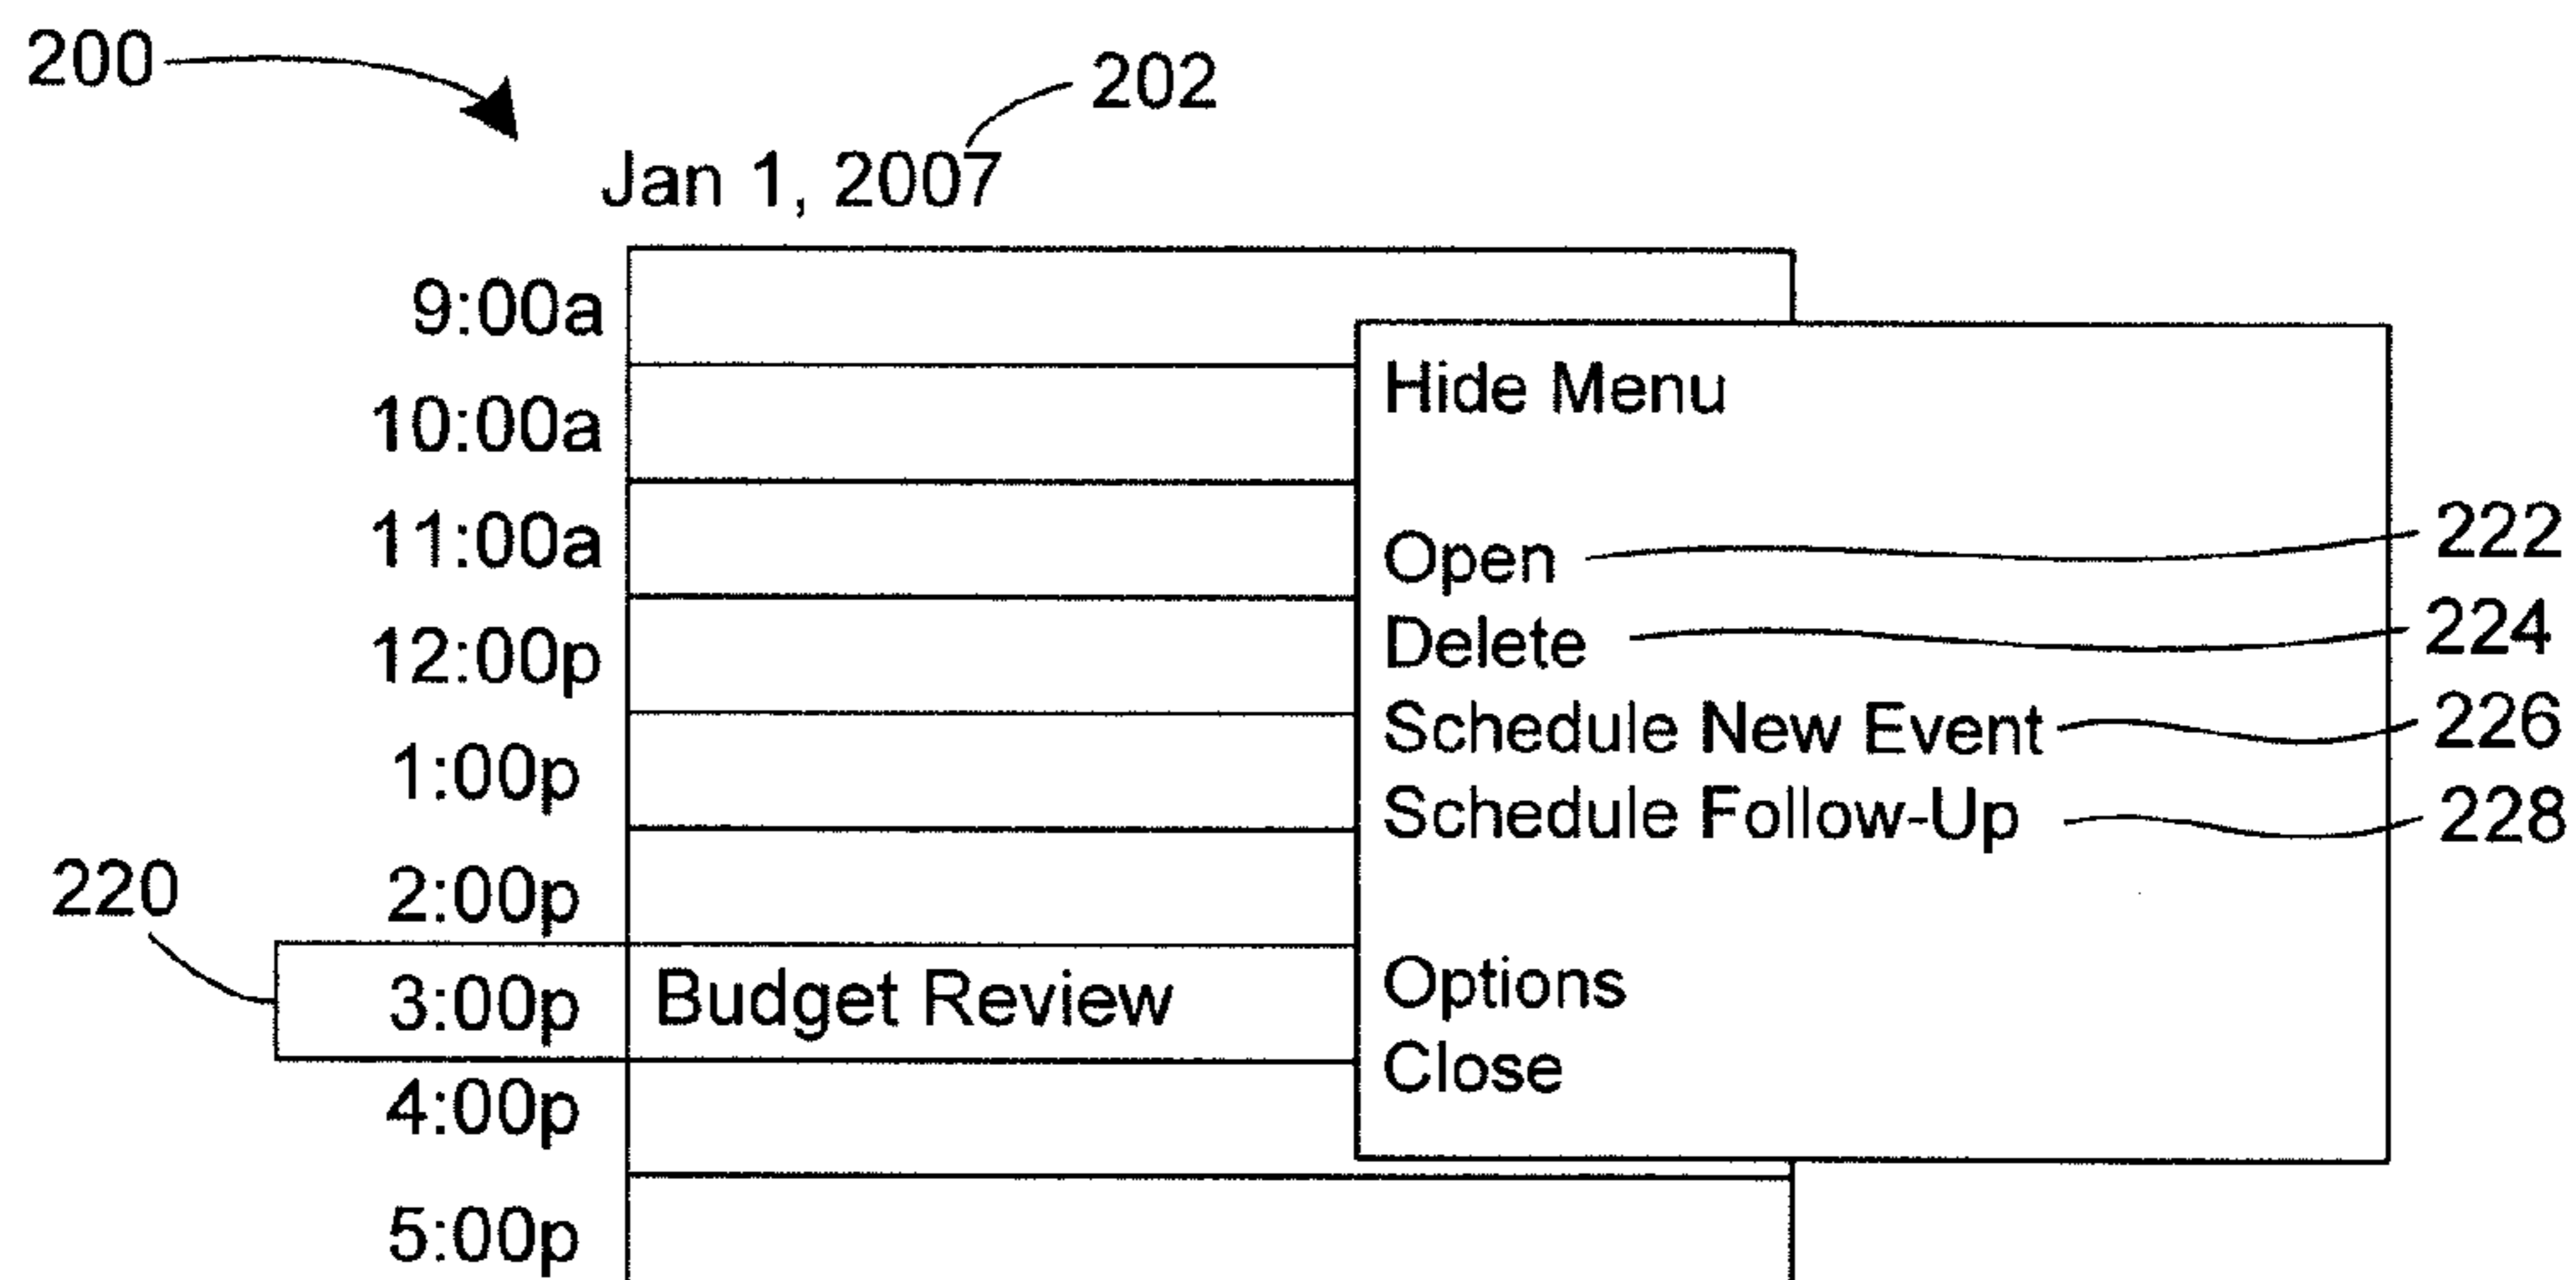 200
202
Jan 1, 2007
9:00a
Hide Menu
10:00a
11:00a
Open 222
Delete 224
12:00p
Schedule New Event 226
1:00p
Schedule Follow-Up 228
2:00p
220
3:00p Budget Review
Options
Close
4:00p
5:00p